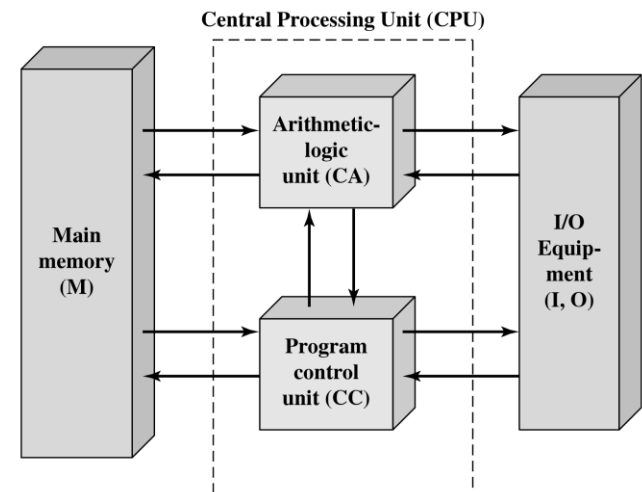 Central Processing Unit (CPU)
Arithmetic-
logic
unit (CA)
Main
memory
(M)
I/O
Equip-
ment
(I, O)
Program
control
unit (CC)